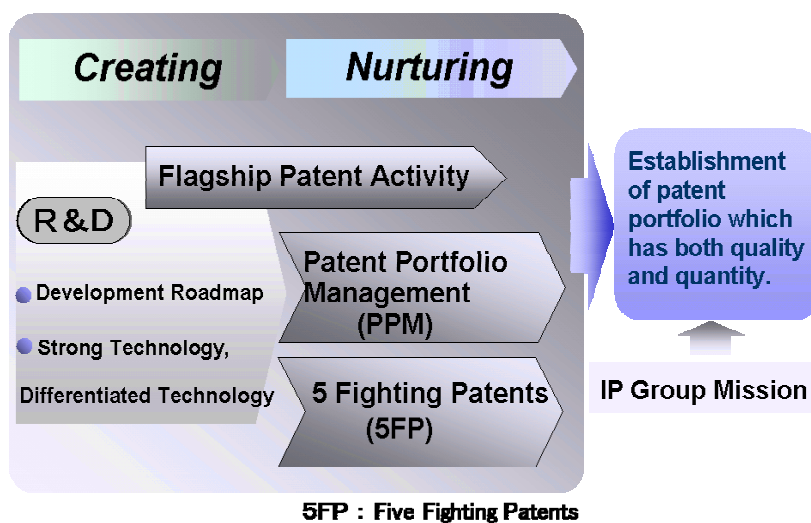 Creating
Nurturing
Flagship Patent Activity
R&D
Development Roadmap
Strong Technology,
Differentiated Technology
Patent Portfolio
Management
(PPM)
5 Fighting Patents
(5FP)
Establishment
of patent
portfolio which
has both quality
and quantity.
IP Group Mission
5FP : Five Fighting Patents